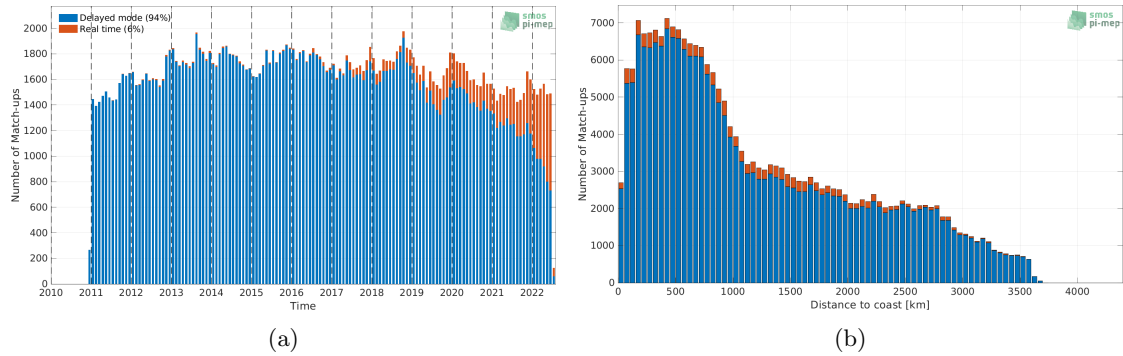 Delayed mode (94%)
Real time (6%)
smos
pi-mep
2000
1800
1600
1400
1200
1000
800
600
400
200
0
Number of Match-ups
2010 2011 2012 2013 2014 2015 2016 2017 2018 2019 2020 2021 2022
Time
(a)
smos
pi-mep
7000
6000
5000
4000
3000
2000
1000
0
Number of Match-ups
0 500 1000 1500 2000 2500 3000 3500 4000
Distance to coast [km]
(b)